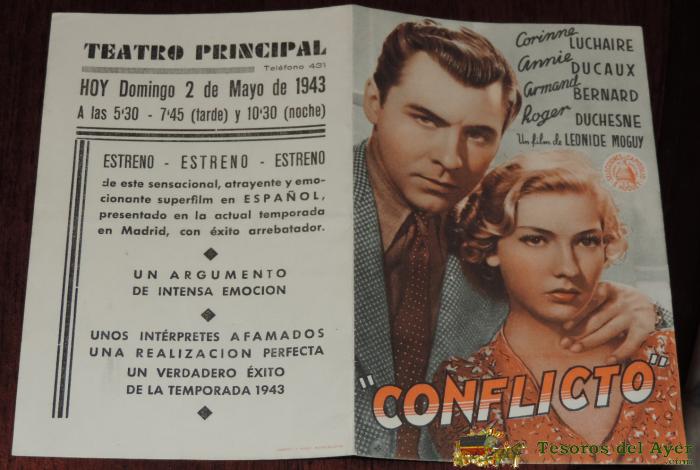 TEATRO PRINCIPAL
Teléfono 431
HOY Domingo 2 de Mayo de 1943
A las 5'30 - 7'45 (tarde) y 10'30 (noche)
ESTRENO - ESTRENO - ESTRENO
de este sensacional, atrayente y emo-
cionante superfilm en ESPAÑOL,
presentado en la actual temporada
en Madrid, con éxito arrebatador.
UN ARGUMENTO
DE INTENSA EMOCION
UNOS INTÉRPRETES AFAMADOS
UNA REALIZACION PERFECTA
UN VERDADERO ÉXITO
DE LA TEMPORADA 1943
Corinne LUCHAIRE
Annie DUCAUX
Armand BERNARD
Roger DUCHESNE
Un film de LEONIDE MOGUY
"CONFLICTO"
Tesoros del Ayer
.com